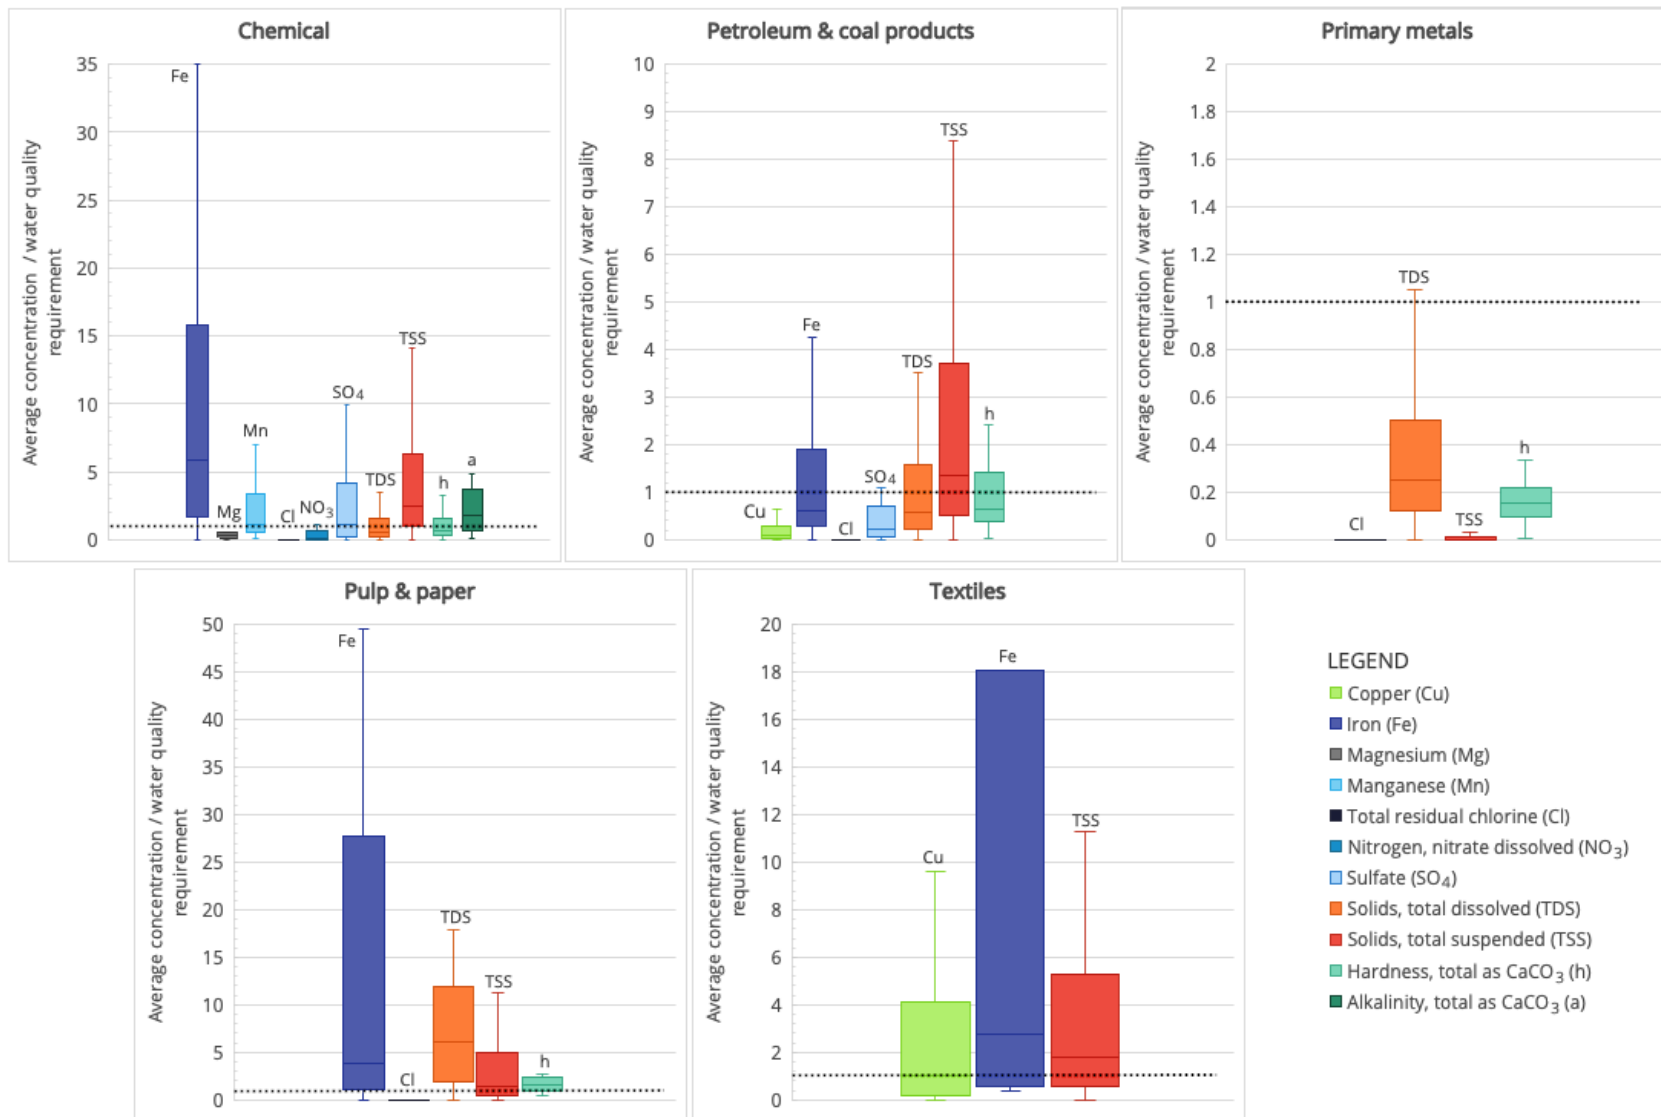 Chemical
Average concentration / water quality
requirement
35
30
25
20
15
10
5
0
Fe
Mg
Mn
Cl
NO3
SO4
TDS
TSS
h
a
Petroleum & coal products
Average concentration / water quality
requirement
10
9
8
7
6
5
4
3
2
1
0
Cu
Fe
Cl
SO4
TDS
TSS
h
Primary metals
Average concentration / water quality
requirement
2
1.8
1.6
1.4
1.2
1
0.8
0.6
0.4
0.2
0
Cl
TDS
TSS
h
Pulp & paper
Average concentration / water quality
requirement
50
45
40
35
30
25
20
15
10
5
0
Fe
Cl
TDS
TSS
h
Textiles
Average concentration / water quality
requirement
20
18
16
14
12
10
8
6
4
2
0
Cu
Fe
TSS
LEGEND
Copper (Cu)
Iron (Fe)
Magnesium (Mg)
Manganese (Mn)
Total residual chlorine (Cl)
Nitrogen, nitrate dissolved (NO3)
Sulfate (SO4)
Solids, total dissolved (TDS)
Solids, total suspended (TSS)
Hardness, total as CaCO3 (h)
Alkalinity, total as CaCO3 (a)